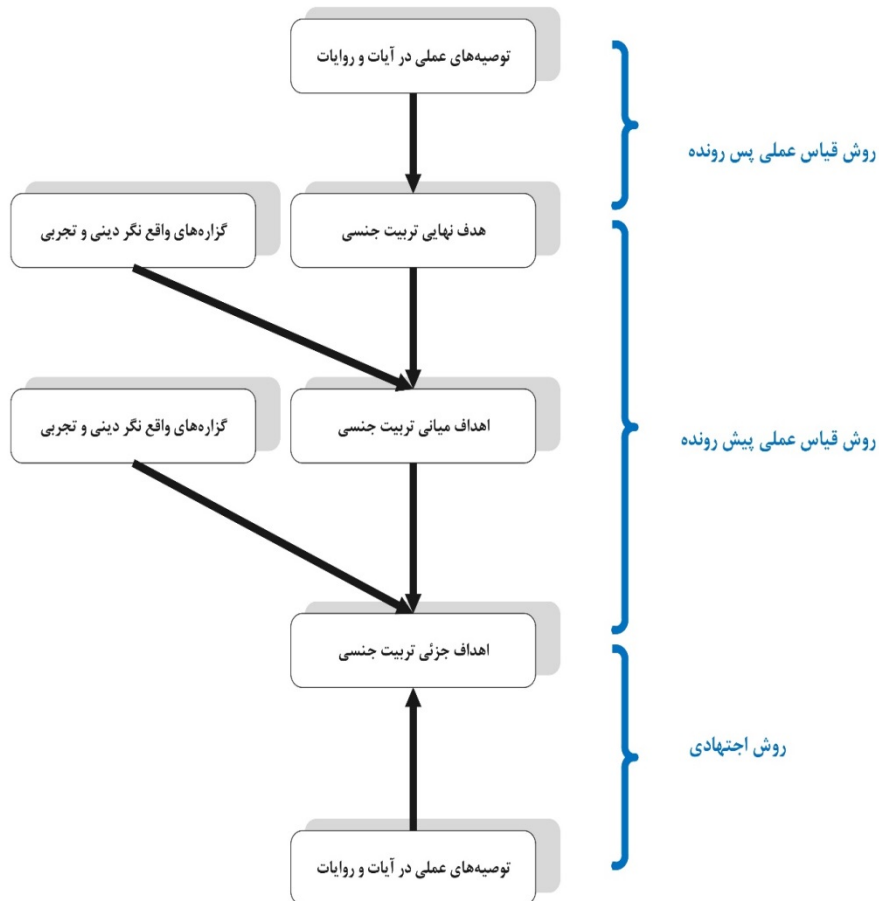 توصیه‌های عملی در آیات و روایات
روش قیاس عملی پس رونده
هدف نهایی تربیت جنسی
گزاره‌های واقع نگر دینی و تجربی
اهداف میانی تربیت جنسی
گزاره‌های واقع نگر دینی و تجربی
روش قیاس عملی پیش رونده
اهداف جزئی تربیت جنسی
روش اجتهادی
توصیه‌های عملی در آیات و روایات